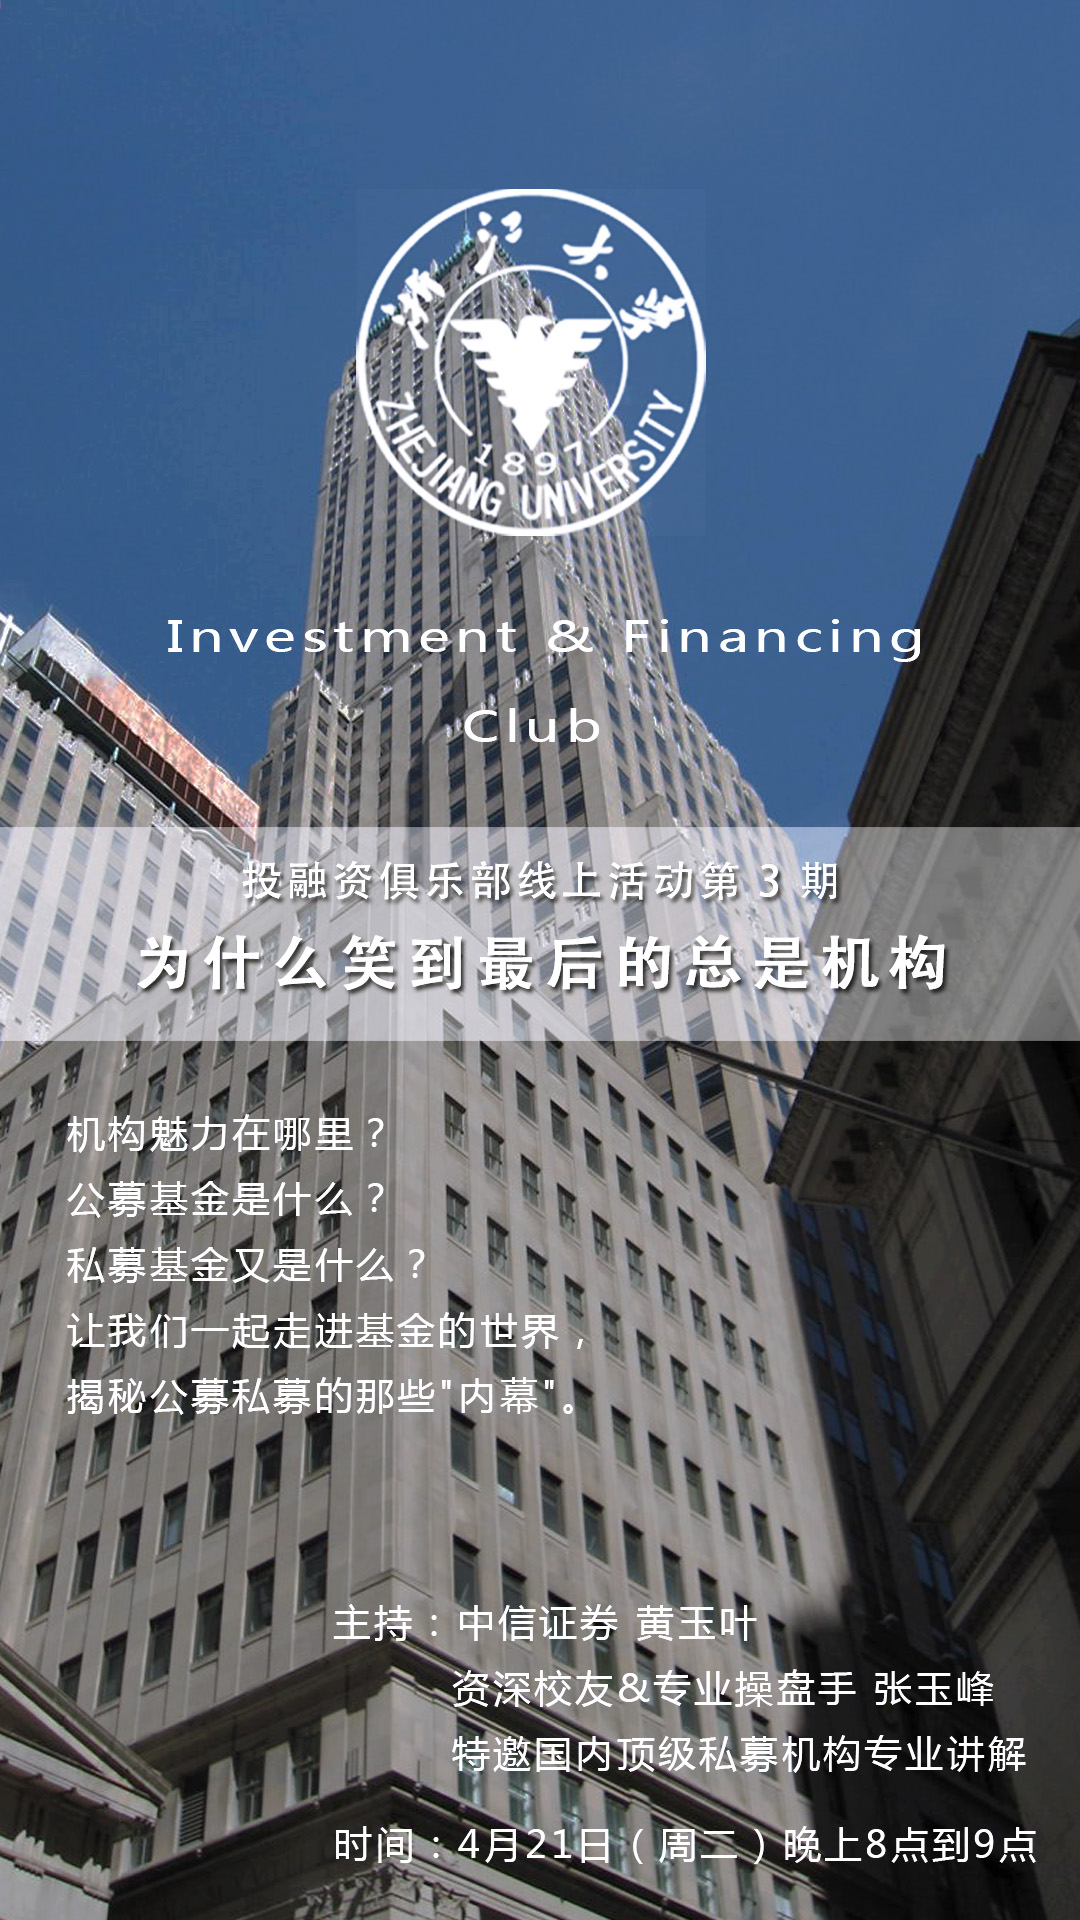 浙江大学
1897
ZHEJIANG UNIVERSITY
Investment & Financing
Club
投融资俱乐部线上活动第 3 期
为什么笑到最后的总是机构
机构魅力在哪里？
公募基金是什么？
私募基金又是什么？
让我们一起走进基金的世界，
揭秘公募私募的那些"内幕"。
主持：中信证券 黄玉叶
资深校友&专业操盘手 张玉峰
特邀国内顶级私募机构专业讲解
时间：4月21日（周二）晚上8点到9点